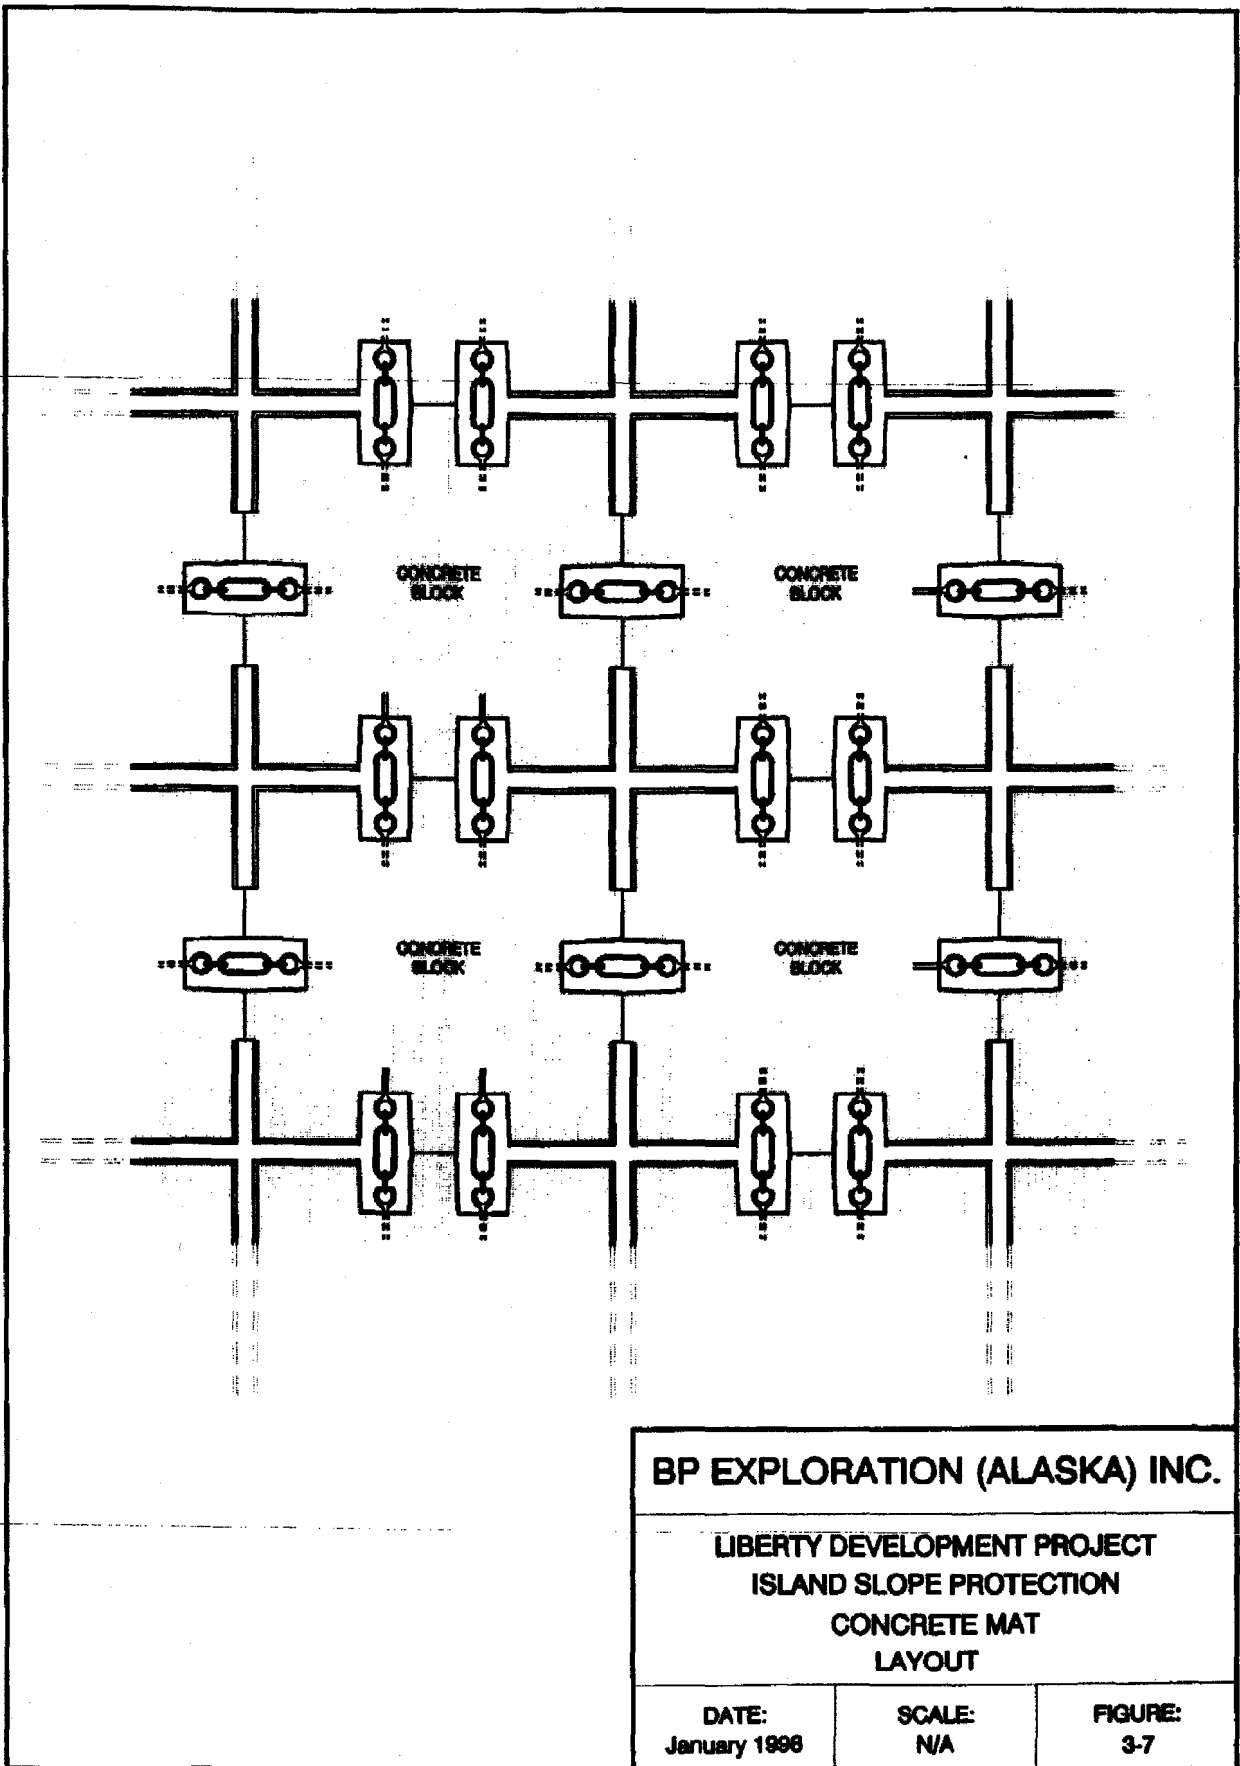 CONCRETE
BLOCK
CONCRETE
BLOCK
CONCRETE
BLOCK
CONCRETE
BLOCK
BP EXPLORATION (ALASKA) INC.
LIBERTY DEVELOPMENT PROJECT
ISLAND SLOPE PROTECTION
CONCRETE MAT
LAYOUT
DATE:
January 1998
SCALE:
N/A
FIGURE:
3-7